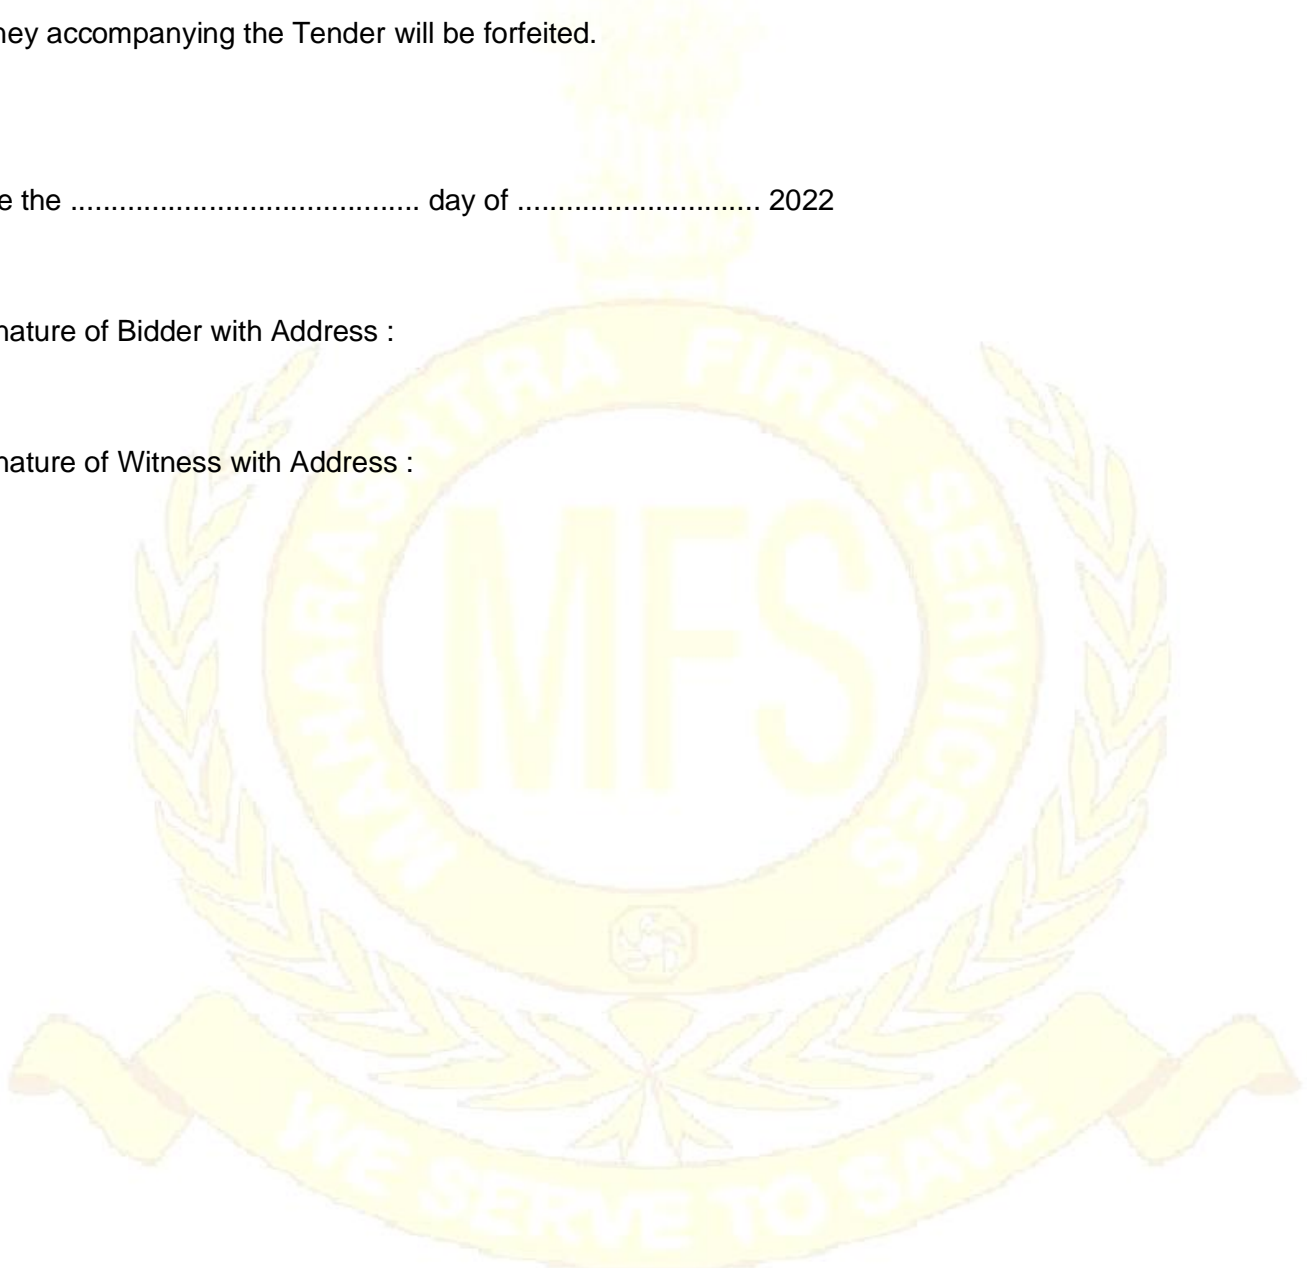 ney accompanying the Tender will be forfeited.
e the ........................................... day of .............................. 2022
nature of Bidder with Address :
nature of Witness with Address :
MAHARASHTRA FIRE SERVICES
MFS
WE SERVE TO SAVE